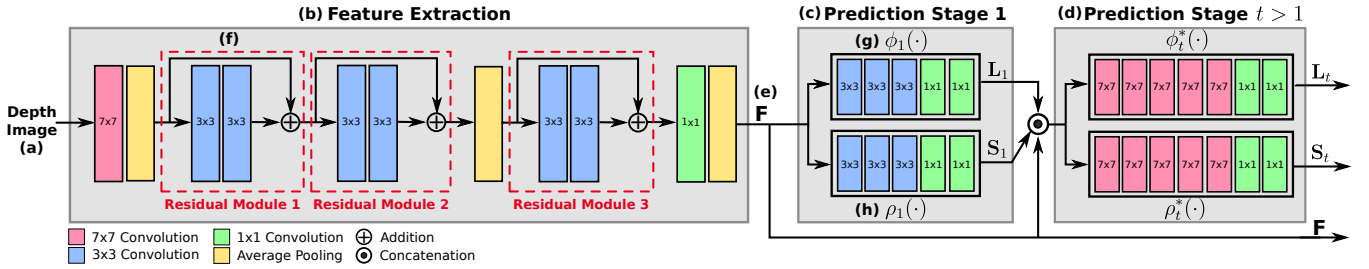 (b) Feature Extraction
(c) Prediction Stage 1
(d) Prediction Stage t > 1
(f)
(g) ϕ₁(·)
ϕ*ₜ(·)
Depth
Image
(a)
7x7
3x3 3x3
3x3 3x3
3x3 3x3
1x1
(e)
F
3x3 3x3 3x3 1x1 1x1
L₁
7x7 7x7 7x7 7x7 7x7 1x1 1x1
Lₜ
3x3 3x3 3x3 1x1 1x1
S₁
7x7 7x7 7x7 7x7 7x7 1x1 1x1
Sₜ
Residual Module 1
Residual Module 2
Residual Module 3
(h) ρ₁(·)
ρ*ₜ(·)
F
7x7 Convolution
1x1 Convolution
Addition
3x3 Convolution
Average Pooling
Concatenation